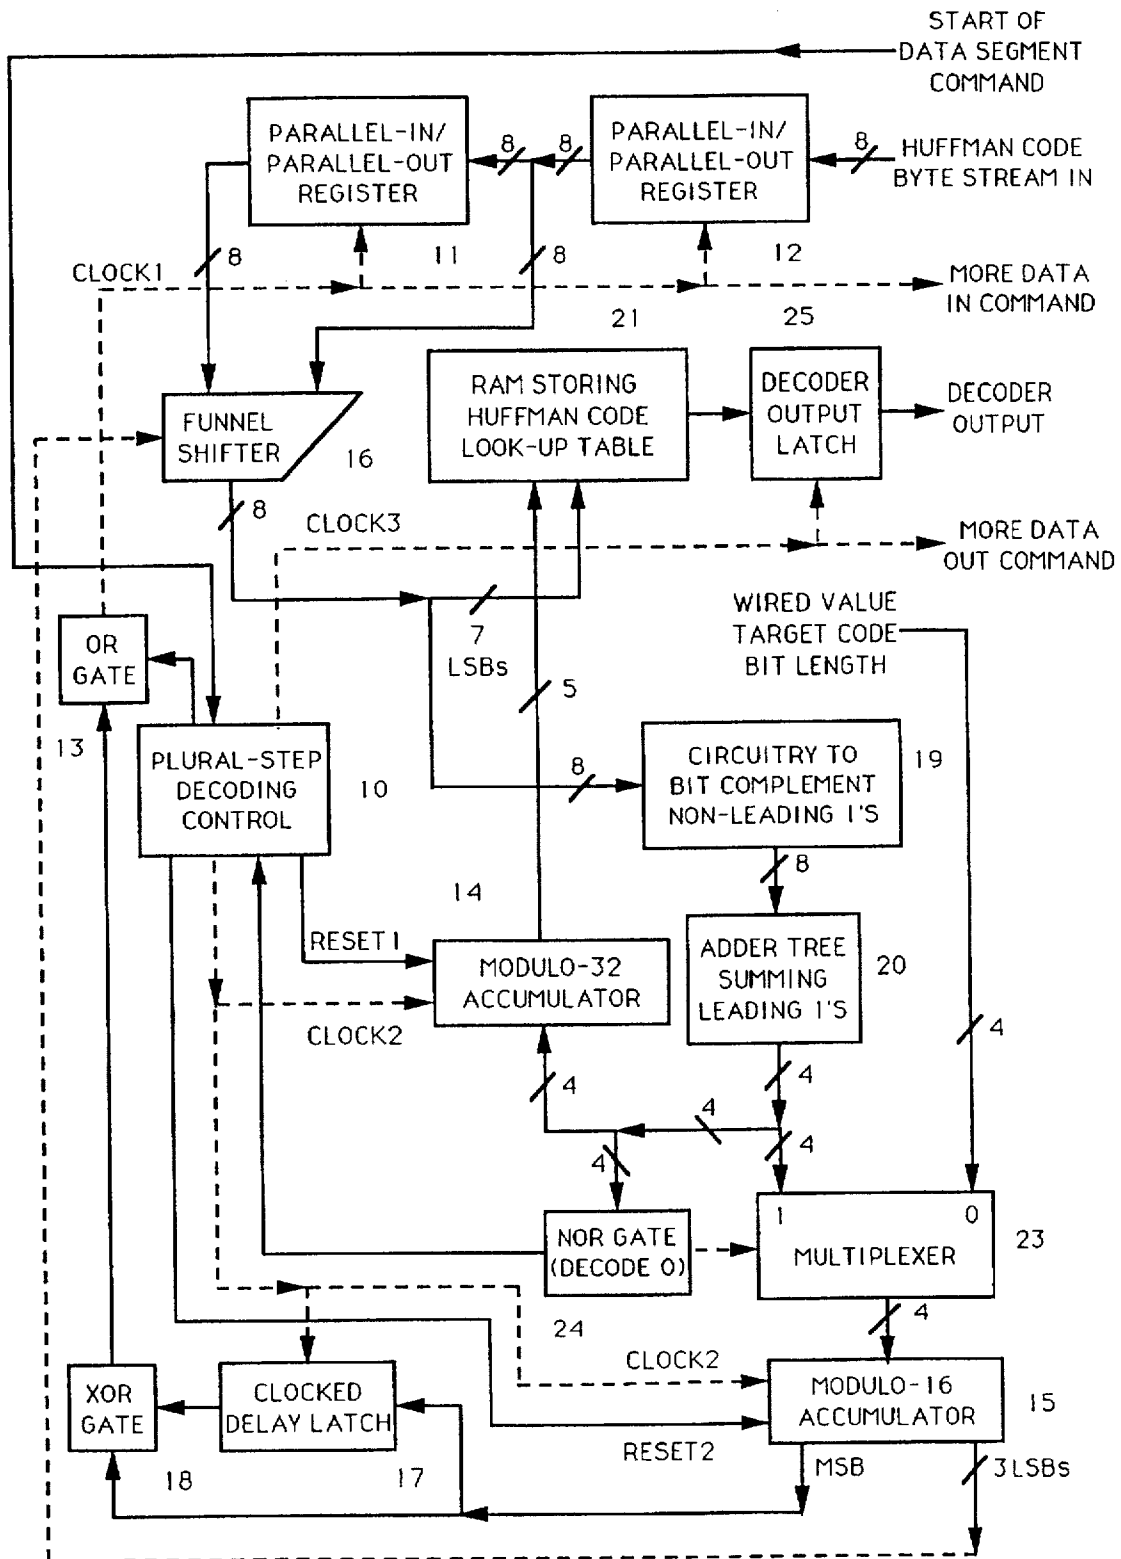 START OF
DATA SEGMENT
COMMAND
PARALLEL-IN/
PARALLEL-OUT
REGISTER
8
8
PARALLEL-IN/
PARALLEL-OUT
REGISTER
8
HUFFMAN CODE
BYTE STREAM IN
8
11
8
12
CLOCK1
MORE DATA
IN COMMAND
21
25
FUNNEL
SHIFTER
16
RAM STORING
HUFFMAN CODE
LOOK-UP TABLE
DECODER
OUTPUT
LATCH
DECODER
OUTPUT
8
CLOCK3
MORE DATA
OUT COMMAND
7
LSBs
WIRED VALUE
TARGET CODE
BIT LENGTH
OR
GATE
5
13
PLURAL-STEP
DECODING
CONTROL
10
8
CIRCUITRY TO
BIT COMPLEMENT
NON-LEADING 1'S
19
8
14
RESET1
MODULO-32
ACCUMULATOR
ADDER TREE
SUMMING
LEADING 1'S
20
CLOCK2
4
4
4
4
4
4
NOR GATE
(DECODE 0)
1
0
MULTIPLEXER
23
24
4
CLOCK2
XOR
GATE
CLOCKED
DELAY LATCH
MODULO-16
ACCUMULATOR
15
RESET2
18
17
MSB
3LSBs